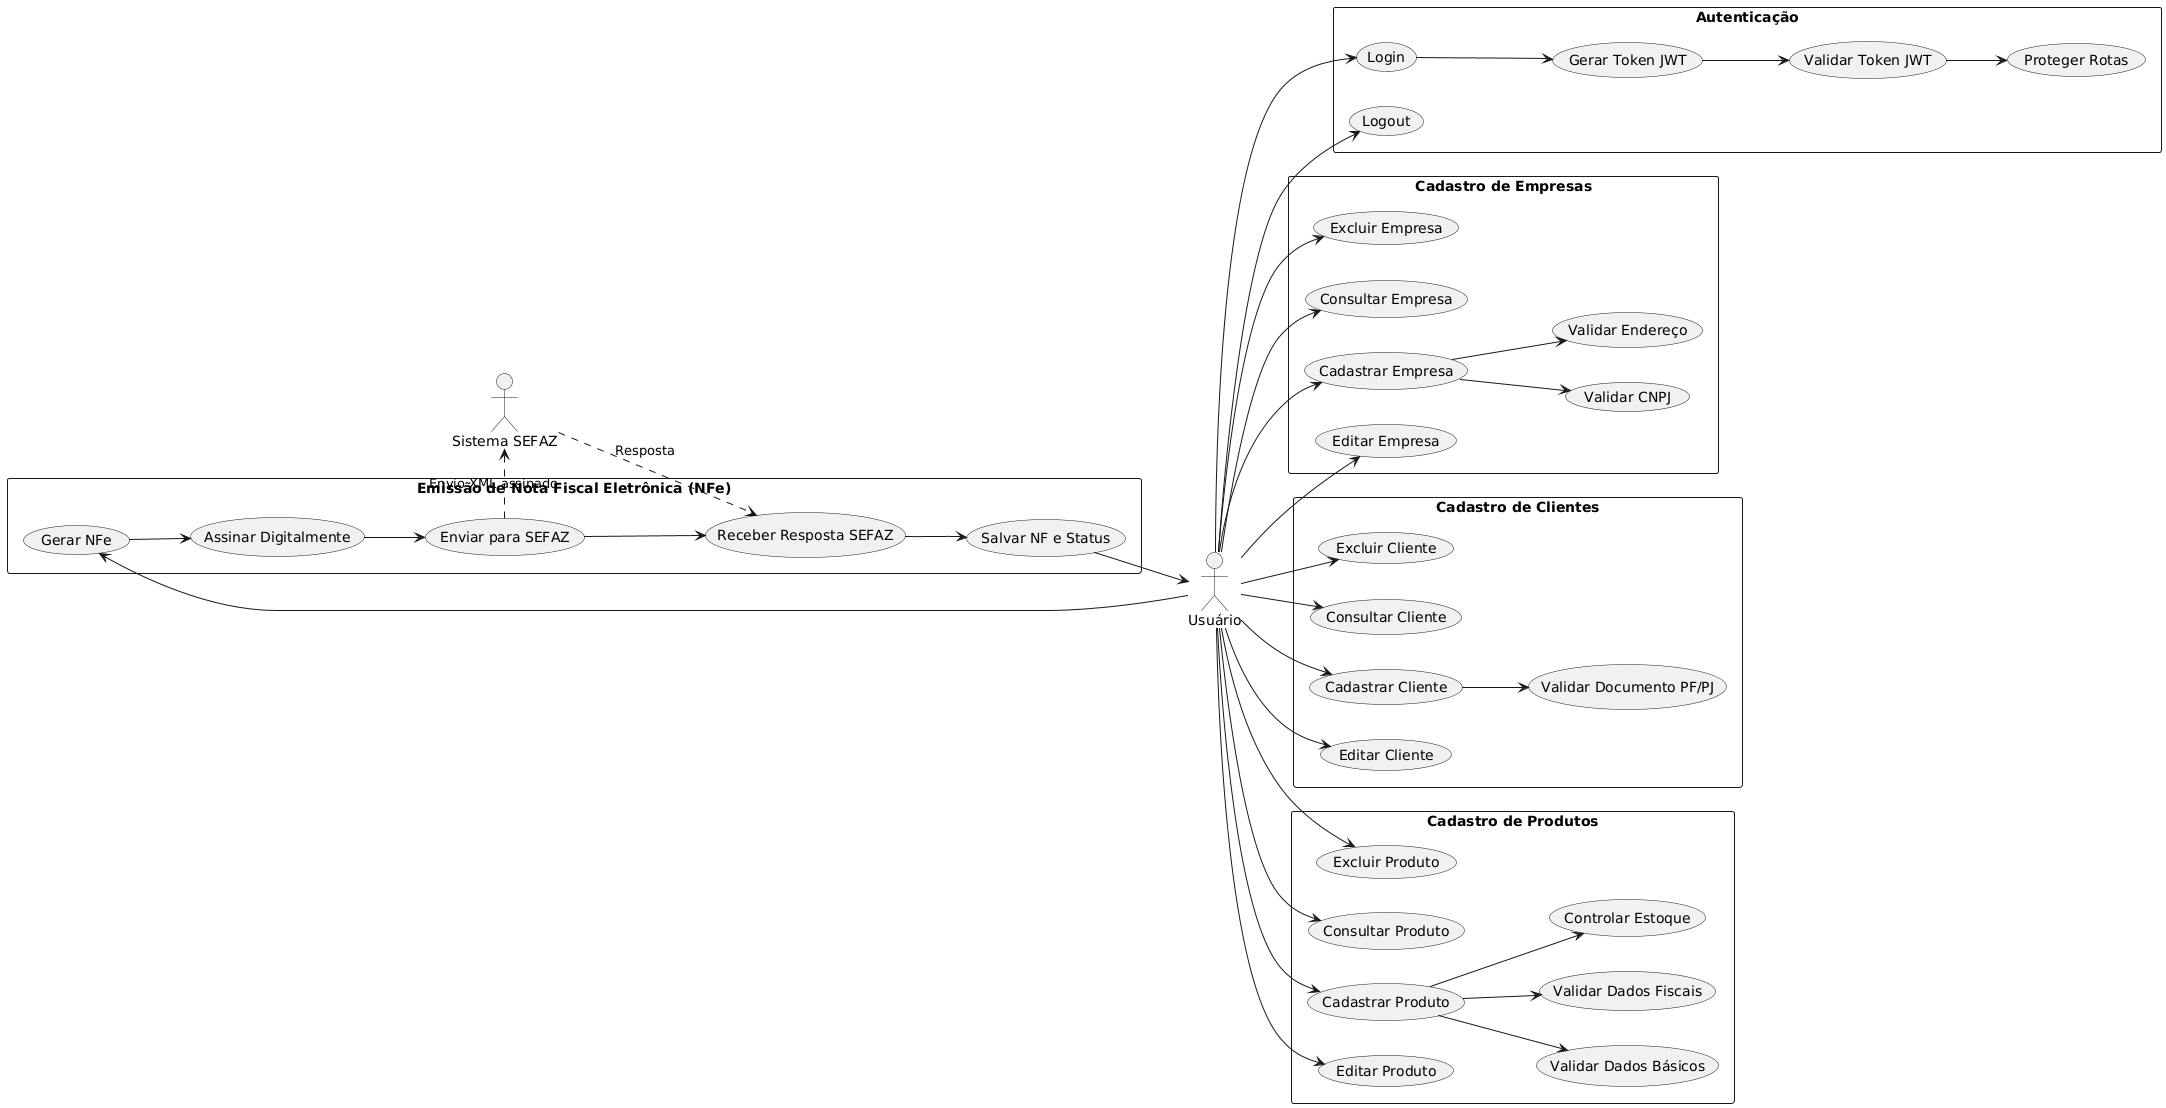 Autenticação
Login
Gerar Token JWT
Validar Token JWT
Proteger Rotas
Logout
Cadastro de Empresas
Excluir Empresa
Consultar Empresa
Validar Endereço
Cadastrar Empresa
Validar CNPJ
Editar Empresa
Sistema SEFAZ
Resposta
Envio XML assinado
Emissão de Nota Fiscal Eletrônica (NFe)
Gerar NFe
Assinar Digitalmente
Enviar para SEFAZ
Receber Resposta SEFAZ
Salvar NF e Status
Usuário
Cadastro de Clientes
Excluir Cliente
Consultar Cliente
Cadastrar Cliente
Validar Documento PF/PJ
Editar Cliente
Cadastro de Produtos
Excluir Produto
Controlar Estoque
Consultar Produto
Validar Dados Fiscais
Cadastrar Produto
Validar Dados Básicos
Editar Produto